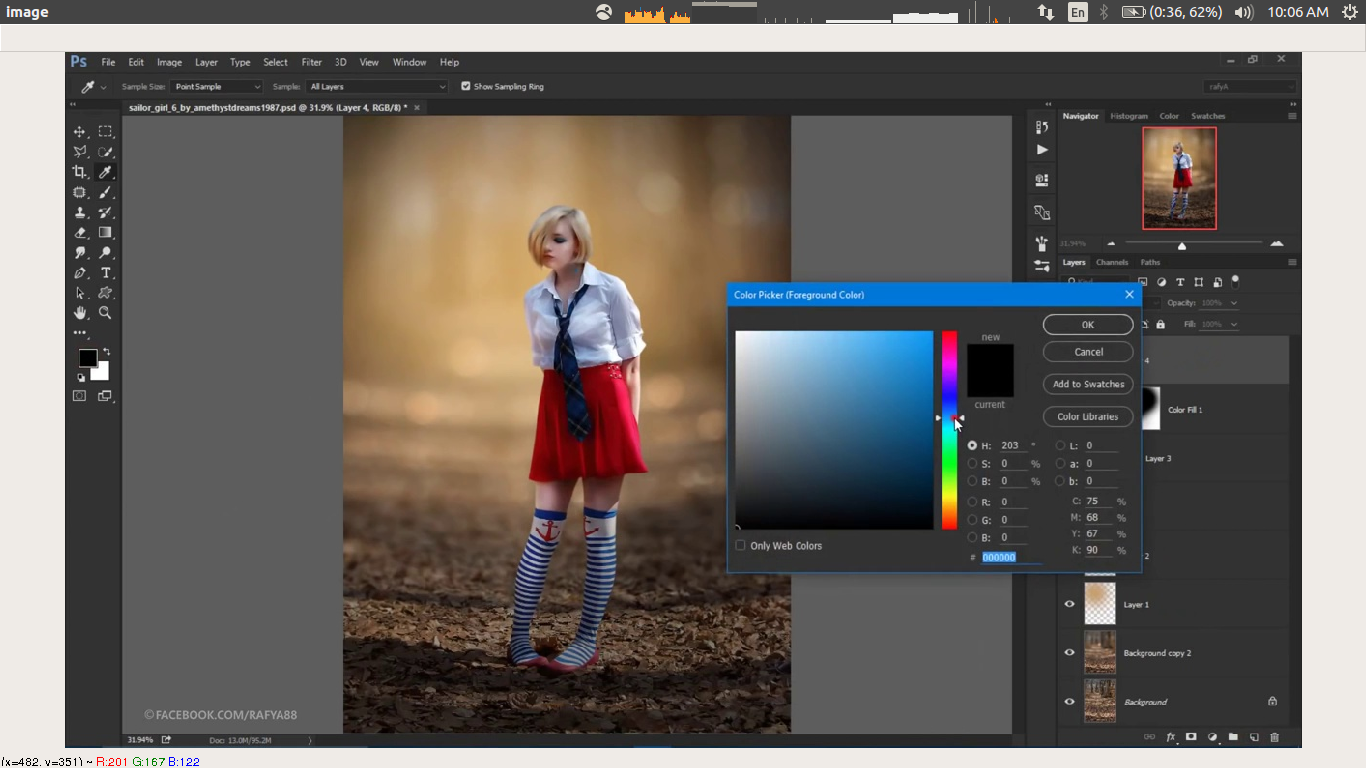 image
En
(0:36, 62%)
10:06 AM
Ps File Edit Image Layer Type Select Filter 3D View Window Help
Sample Size: Point Sample Sample: All Layers Show Sampling Ring rafyA
sailor_girl_6_by_amethystdreams1987.psd @ 31.9% (Layer 4, RGB/8) *
Navigator Histogram Color Swatches
31.94%
Layers Channels Paths
Opacity: 100%
Fill: 100%
Color Picker (Foreground Color)
new
current
OK
Cancel
Add to Swatches
Color Libraries
H: 203 °
S: 0 %
B: 0 %
R: 0
G: 0
B: 0
# 000000
L: 0
a: 0
b: 0
C: 75 %
M: 68 %
Y: 67 %
K: 90 %
Only Web Colors
4
Color Fill 1
Layer 3
2
Layer 1
Background copy 2
Background
©FACEBOOK.COM/RAFYA88
31.94% Doc: 13.0M/95.2M
(x=482, y=351) ~ R:201 G:167 B:122